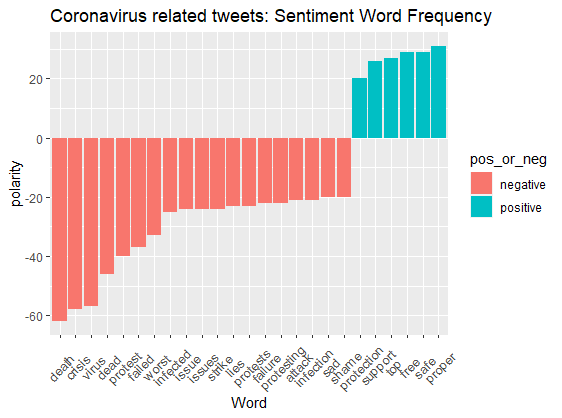 Coronavirus related tweets: Sentiment Word Frequency
polarity
20
0
-20
-40
-60
death
crisis
virus
dead
protest
failed
worst
infected
issue
issues
strike
lies
protests
failure
protesting
attack
infection
sad
shame
protection
support
top
free
safe
proper
Word
pos_or_neg
negative
positive